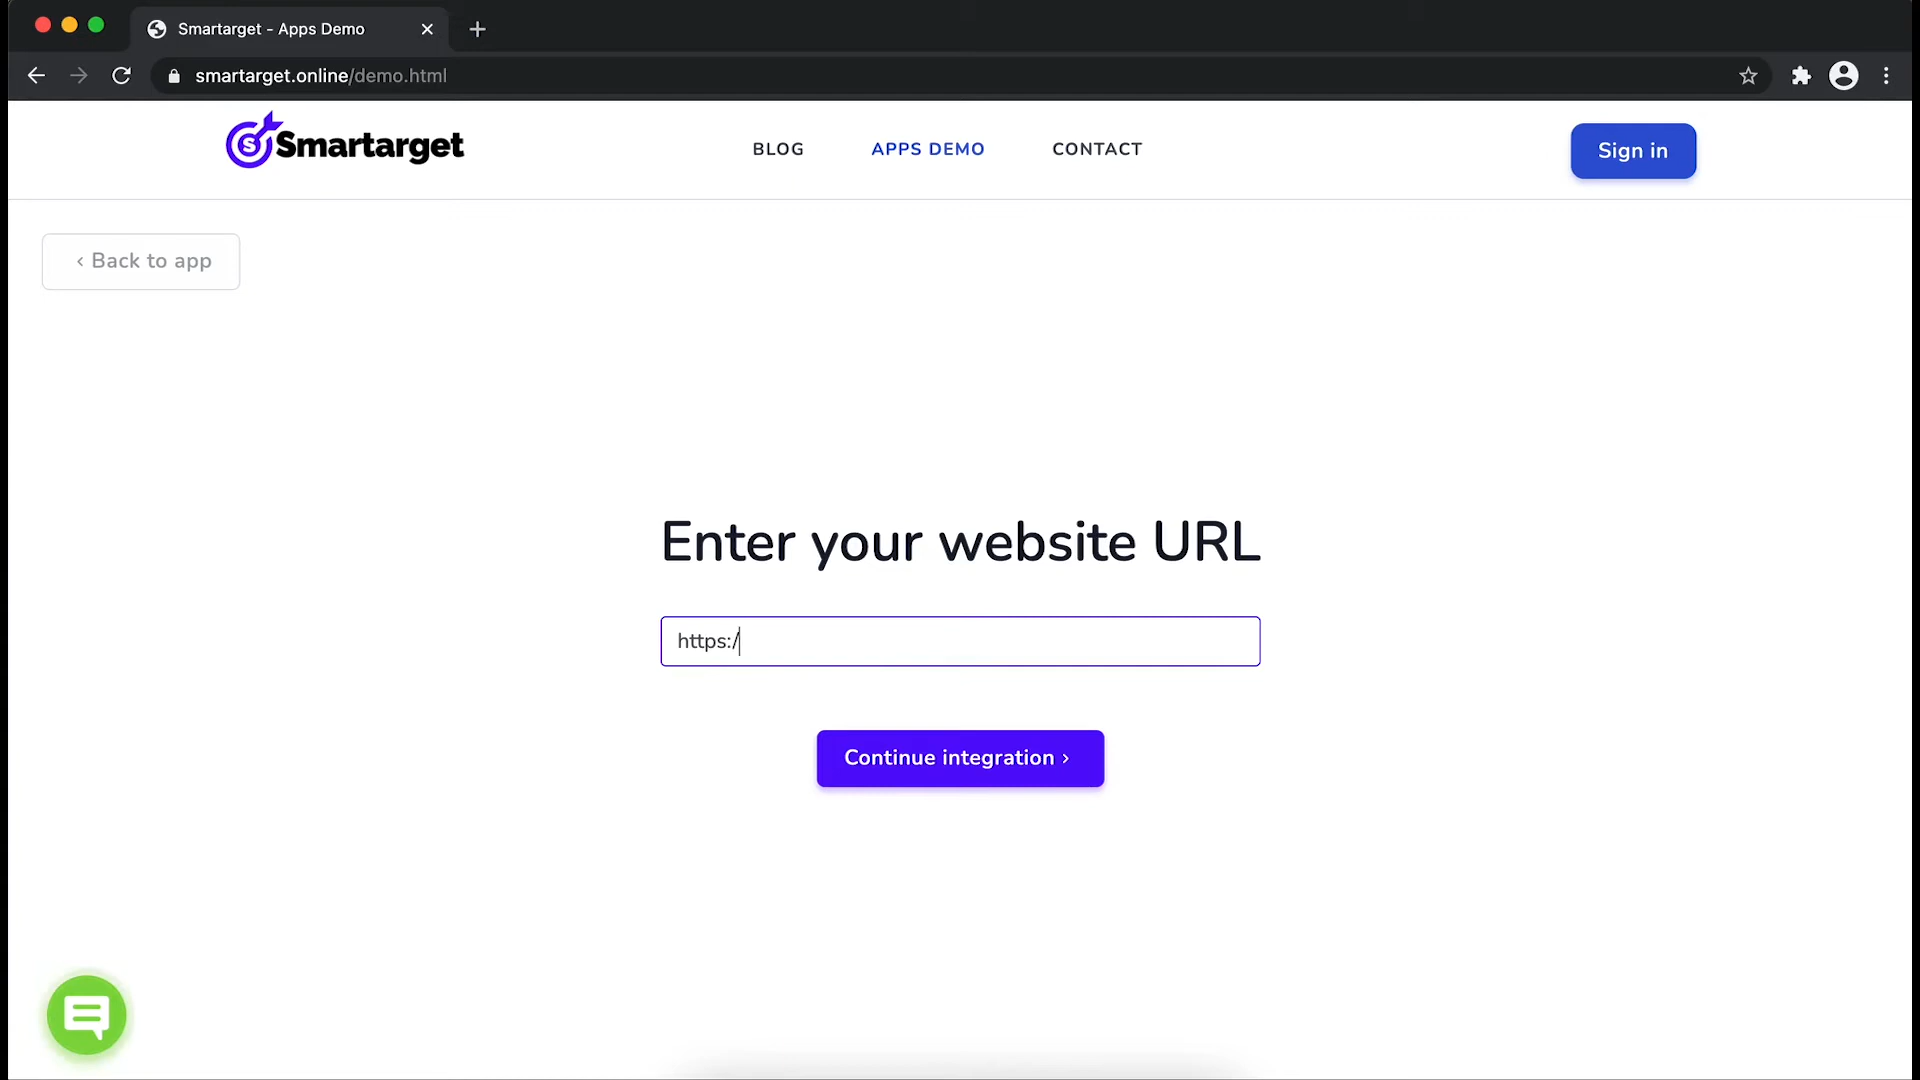 Smartarget - Apps Demo
smartarget.online/demo.html
S Smartarget
BLOG
APPS DEMO
CONTACT
Sign in
‹ Back to app
Enter your website URL
https:/
Continue integration ›